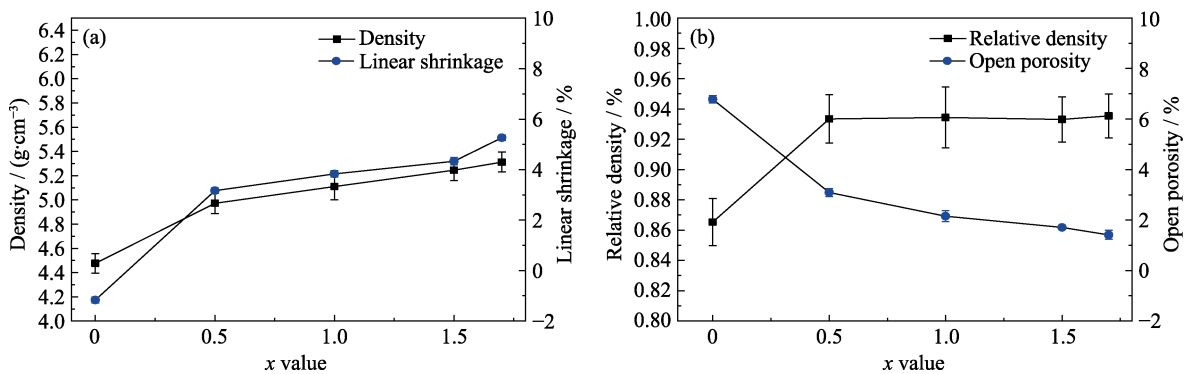 (a)
Density
Linear shrinkage
6.4
6.2
6.0
5.8
5.6
5.4
5.2
5.0
4.8
4.6
4.4
4.2
4.0
Density / (g·cm⁻³)
10
8
6
4
2
0
−2
Linear shrinkage / %
0 0.5 1.0 1.5
x value
(b)
Relative density
Open porosity
1.00
0.98
0.96
0.94
0.92
0.90
0.88
0.86
0.84
0.82
0.80
Relative density / %
10
8
6
4
2
0
−2
Open porosity / %
0 0.5 1.0 1.5
x value